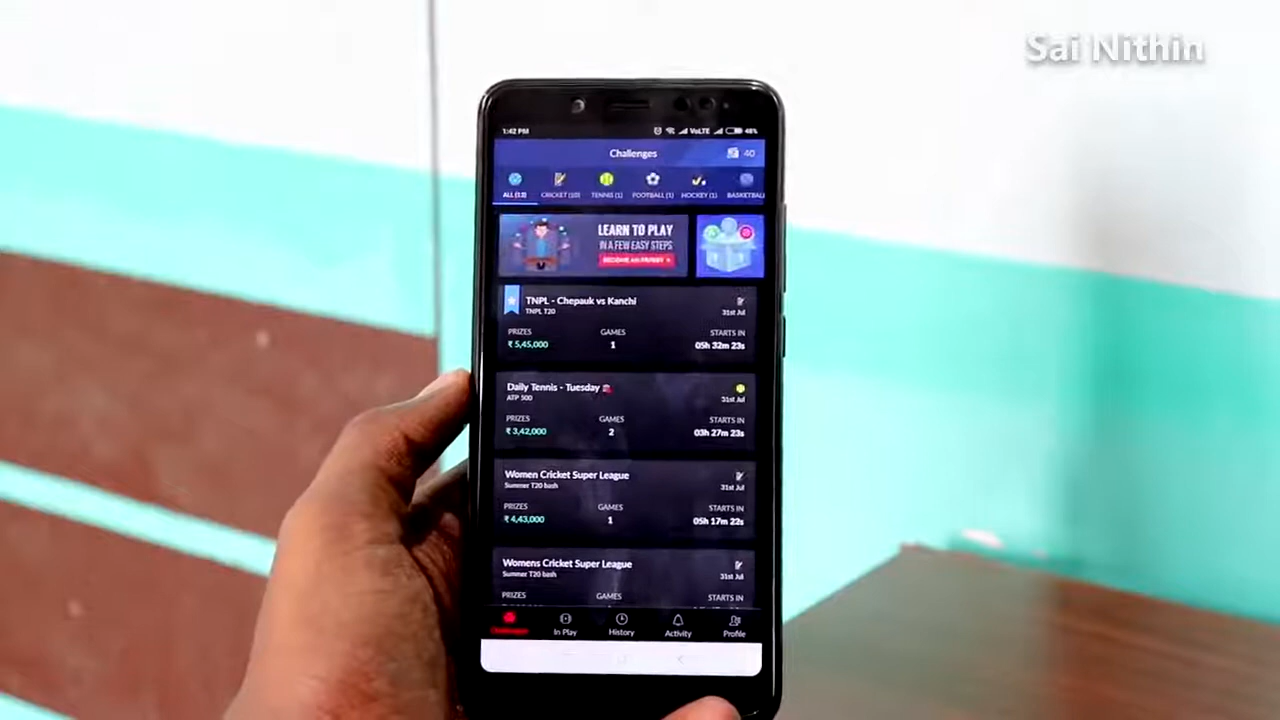 Sai Nithin
1:42 PM
VoLTE
48%
Challenges
40
ALL (13)
CRICKET (10)
TENNIS (1)
FOOTBALL (1)
HOCKEY (1)
BASKETBAL
LEARN TO PLAY
IN A FEW EASY STEPS
TNPL - Chepauk vs Kanchi
TNPL T20
31st Jul
PRIZES GAMES STARTS IN
₹ 5,45,000 1 05h 32m 23s
Daily Tennis - Tuesday
ATP 500
31st Jul
PRIZES GAMES STARTS IN
₹ 3,42,000 2 03h 27m 23s
Women Cricket Super League
Summer T20 bash
31st Jul
PRIZES GAMES STARTS IN
₹ 4,43,000 1 05h 17m 22s
Womens Cricket Super League
Summer T20 bash
31st Jul
PRIZES GAMES STARTS IN
Challenges In Play History Activity Profile